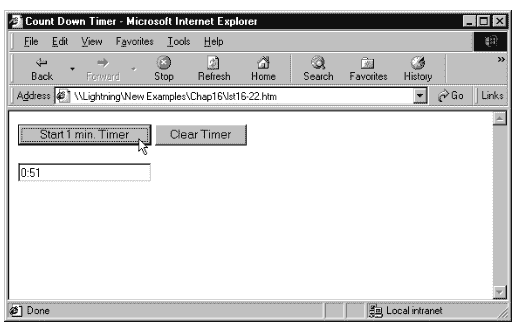 Count Down Timer - Microsoft Internet Explorer
File Edit View Favorites Tools Help
Back Forward Stop Refresh Home Search Favorites History »
Address \\Lightning\New Examples\Chap16\lst16-22.htm Go Links
Start 1 min. Timer Clear Timer
0:51
Done Local intranet